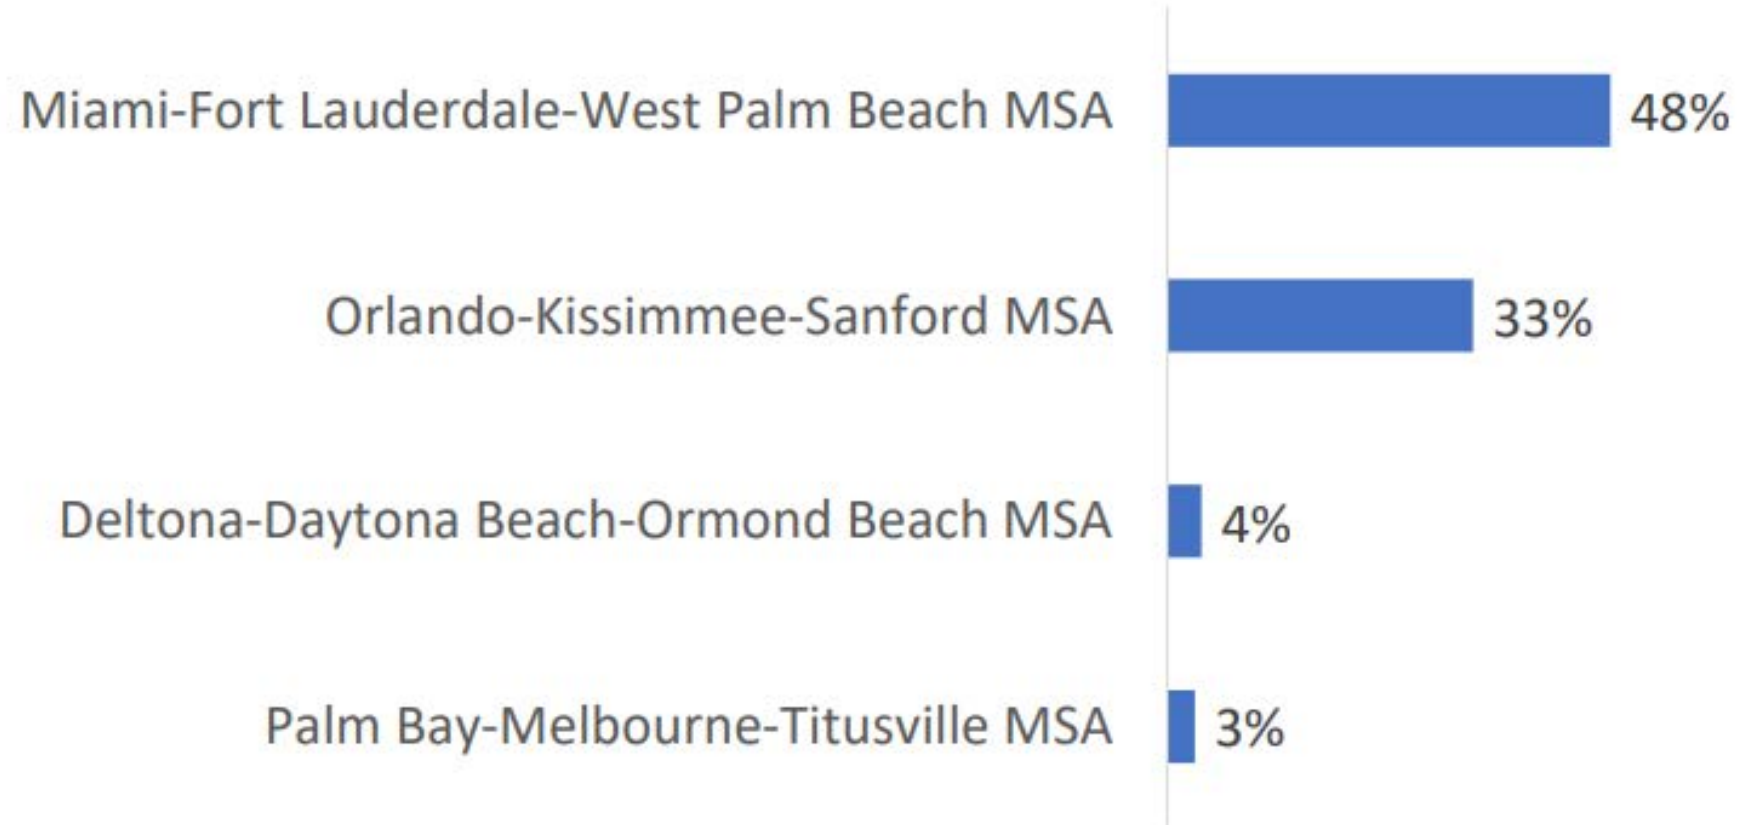 Miami-Fort Lauderdale-West Palm Beach MSA 48%
Orlando-Kissimmee-Sanford MSA 33%
Deltona-Daytona Beach-Ormond Beach MSA 4%
Palm Bay-Melbourne-Titusville MSA 3%